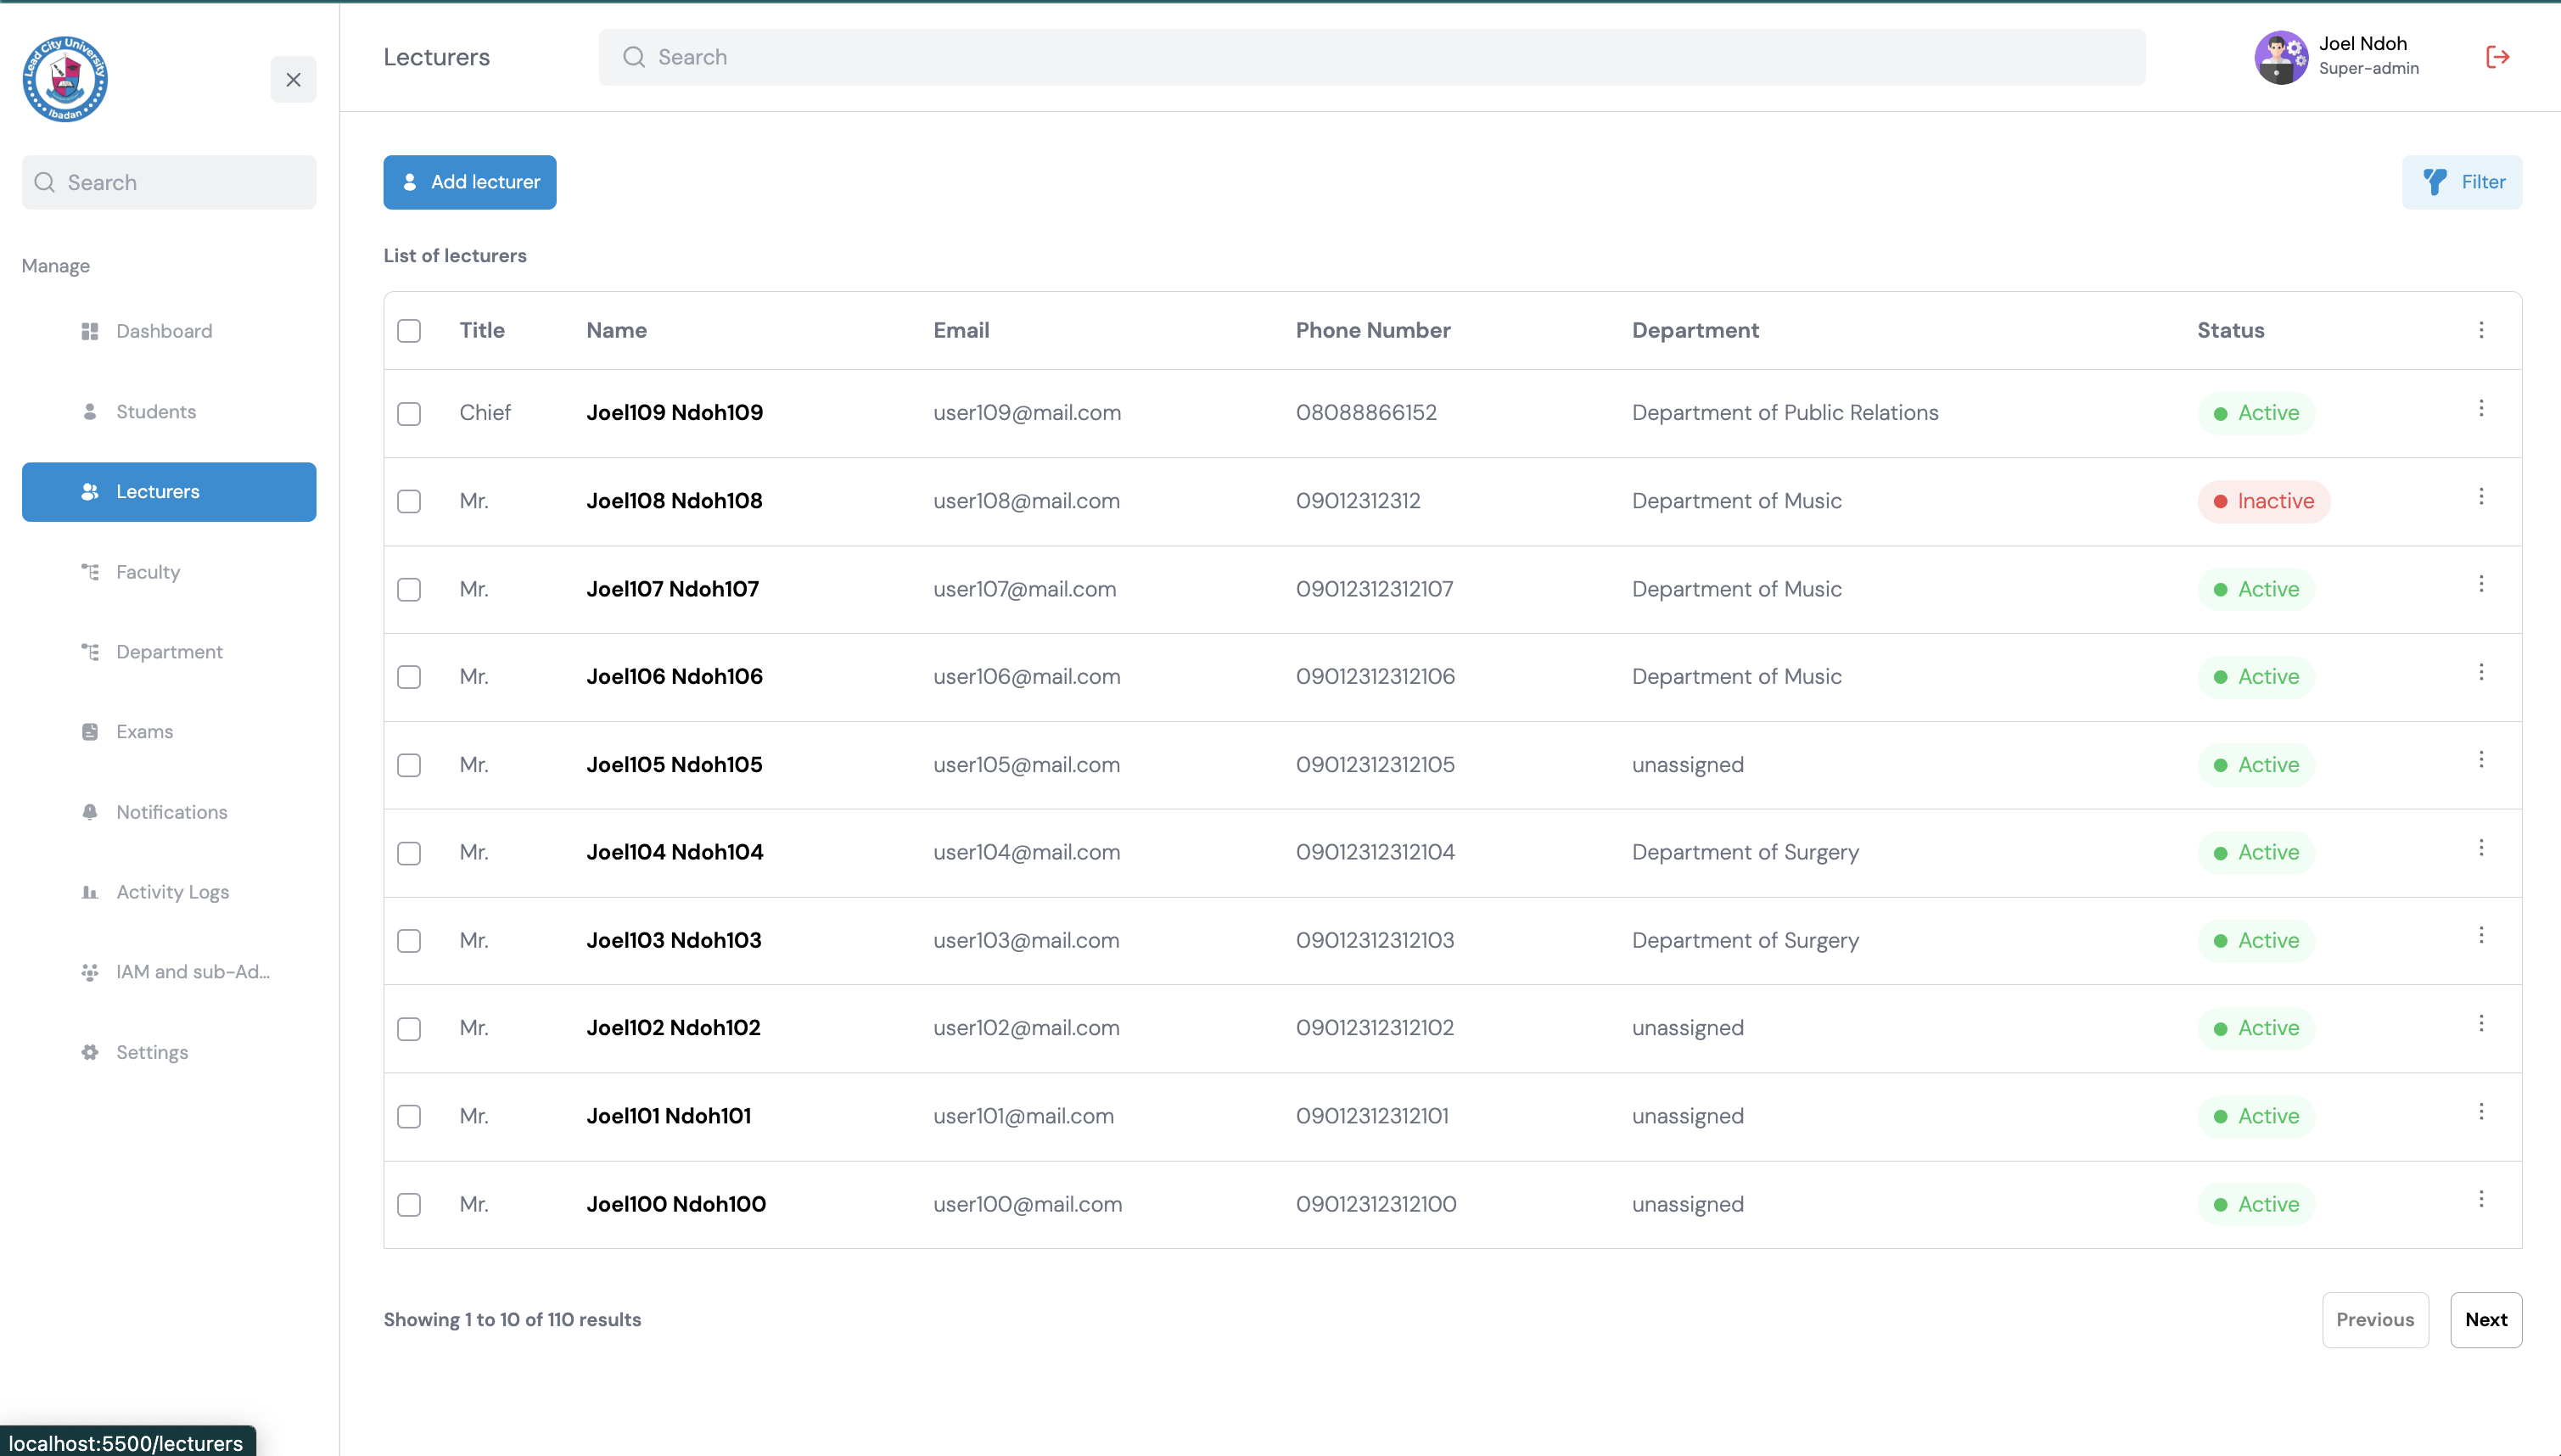 Lead City University
Ibadan
Lecturers
Search
Joel Ndoh
Super-admin
Search
Manage
Dashboard
Students
Lecturers
Faculty
Department
Exams
Notifications
Activity Logs
IAM and sub-Ad...
Settings
Add lecturer
Filter
List of lecturers
Title Name Email Phone Number Department Status
Chief Joel109 Ndoh109 user109@mail.com 08088866152 Department of Public Relations Active
Mr. Joel108 Ndoh108 user108@mail.com 09012312312 Department of Music Inactive
Mr. Joel107 Ndoh107 user107@mail.com 09012312312107 Department of Music Active
Mr. Joel106 Ndoh106 user106@mail.com 09012312312106 Department of Music Active
Mr. Joel105 Ndoh105 user105@mail.com 09012312312105 unassigned Active
Mr. Joel104 Ndoh104 user104@mail.com 09012312312104 Department of Surgery Active
Mr. Joel103 Ndoh103 user103@mail.com 09012312312103 Department of Surgery Active
Mr. Joel102 Ndoh102 user102@mail.com 09012312312102 unassigned Active
Mr. Joel101 Ndoh101 user101@mail.com 09012312312101 unassigned Active
Mr. Joel100 Ndoh100 user100@mail.com 09012312312100 unassigned Active
Showing 1 to 10 of 110 results
Previous Next
localhost:5500/lecturers